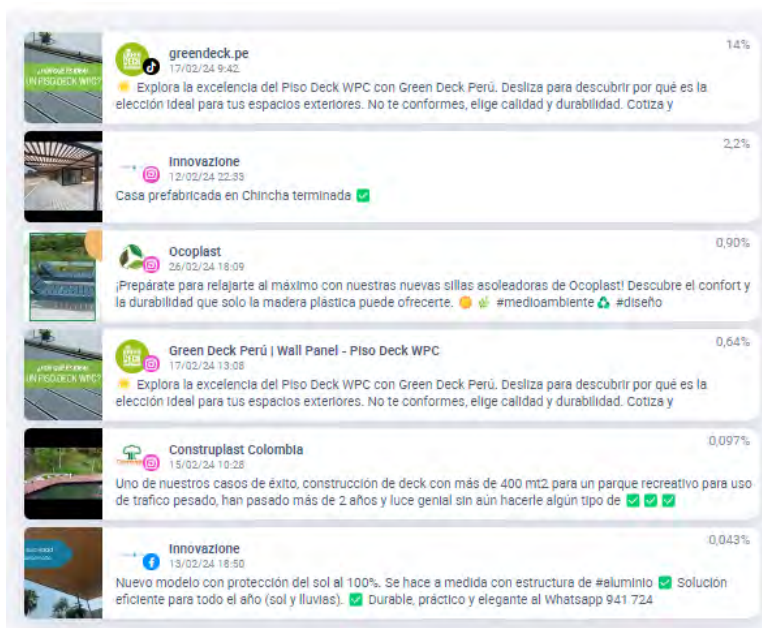 greendeck.pe
14%
17/02/24 9:42
Explora la excelencia del Piso Deck WPC con Green Deck Perú. Desliza para descubrir por qué es la
elección ideal para tus espacios exteriores. No te conformes, elige calidad y durabilidad. Cotiza y
UN PISO DECK WPC?
Innovazione
2,2%
12/02/24 22:33
Casa prefabricada en Chincha terminada ✅
Ocoplast
0,90%
26/02/24 18:09
¡Prepárate para relajarte al máximo con nuestras nuevas sillas asoleadoras de Ocoplast! Descubre el confort y
la durabilidad que solo la madera plástica puede ofrecerte. #medioambiente ♻ #diseño
Green Deck Perú | Wall Panel - Piso Deck WPC
0,64%
17/02/24 13:08
Explora la excelencia del Piso Deck WPC con Green Deck Perú. Desliza para descubrir por qué es la
elección ideal para tus espacios exteriores. No te conformes, elige calidad y durabilidad. Cotiza y
UN PISO DECK WPC?
Construplast Colombia
0,097%
15/02/24 10:28
Uno de nuestros casos de éxito, construcción de deck con más de 400 mt2 para un parque recreativo para uso
de trafico pesado, han pasado más de 2 años y luce genial sin aún hacerle algún tipo de ✅ ✅ ✅
Innovazione
0,043%
13/02/24 18:50
Nuevo modelo con protección del sol al 100%. Se hace a medida con estructura de #aluminio ✅ Solución
eficiente para todo el año (sol y lluvias). ✅ Durable, práctico y elegante al Whatsapp 941 724